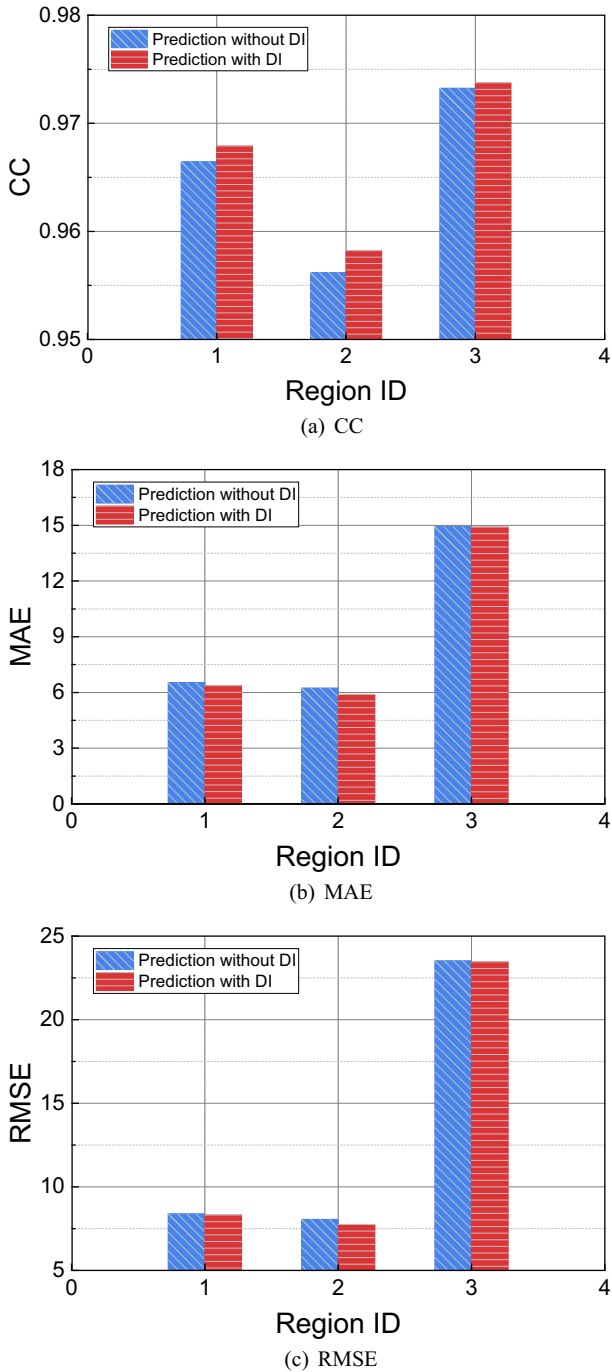 0.98
Prediction without DI
Prediction with DI
0.97
CC
0.96
0.95
0 1 2 3 4
Region ID
(a) CC
18
Prediction without DI
Prediction with DI
15
12
MAE
9
6
3
0
0 1 2 3 4
Region ID
(b) MAE
25
Prediction without DI
Prediction with DI
20
RMSE
15
10
5
0 1 2 3 4
Region ID
(c) RMSE